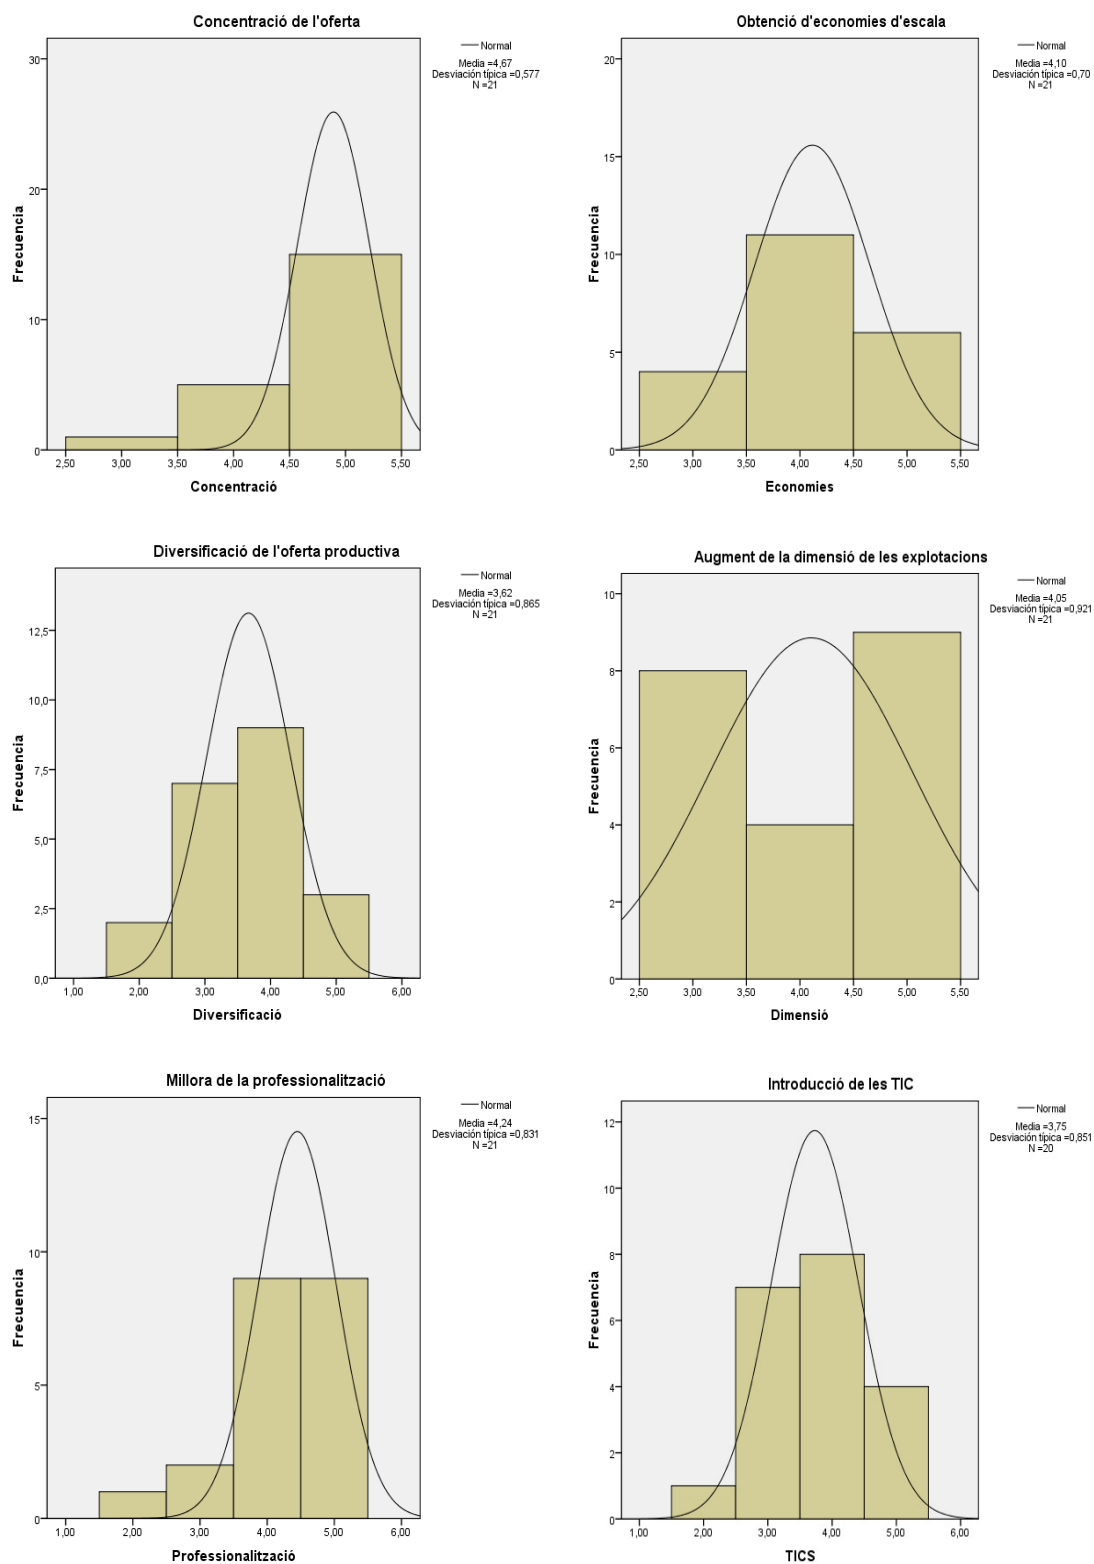 Concentració de l'oferta
Normal
Media =4,67
Desviación típica =0,577
N =21
30
20
10
0
Frecuencia
2,50 3,00 3,50 4,00 4,50 5,00 5,50
Concentració
Obtenció d'economies d'escala
Normal
Media =4,10
Desviación típica =0,70
N =21
20
15
10
5
0
Frecuencia
2,50 3,00 3,50 4,00 4,50 5,00 5,50
Economies
Diversificació de l'oferta productiva
Normal
Media =3,62
Desviación típica =0,865
N =21
12,5
10,0
7,5
5,0
2,5
0,0
Frecuencia
1,00 2,00 3,00 4,00 5,00 6,00
Diversificació
Augment de la dimensió de les explotacions
Normal
Media =4,05
Desviación típica =0,921
N =21
10
8
6
4
2
0
Frecuencia
2,50 3,00 3,50 4,00 4,50 5,00 5,50
Dimensió
Millora de la professionalització
Normal
Media =4,24
Desviación típica =0,831
N =21
15
10
5
0
Frecuencia
1,00 2,00 3,00 4,00 5,00 6,00
Professionalització
Introducció de les TIC
Normal
Media =3,75
Desviación típica =0,851
N =20
12
10
8
6
4
2
0
Frecuencia
1,00 2,00 3,00 4,00 5,00 6,00
TICS